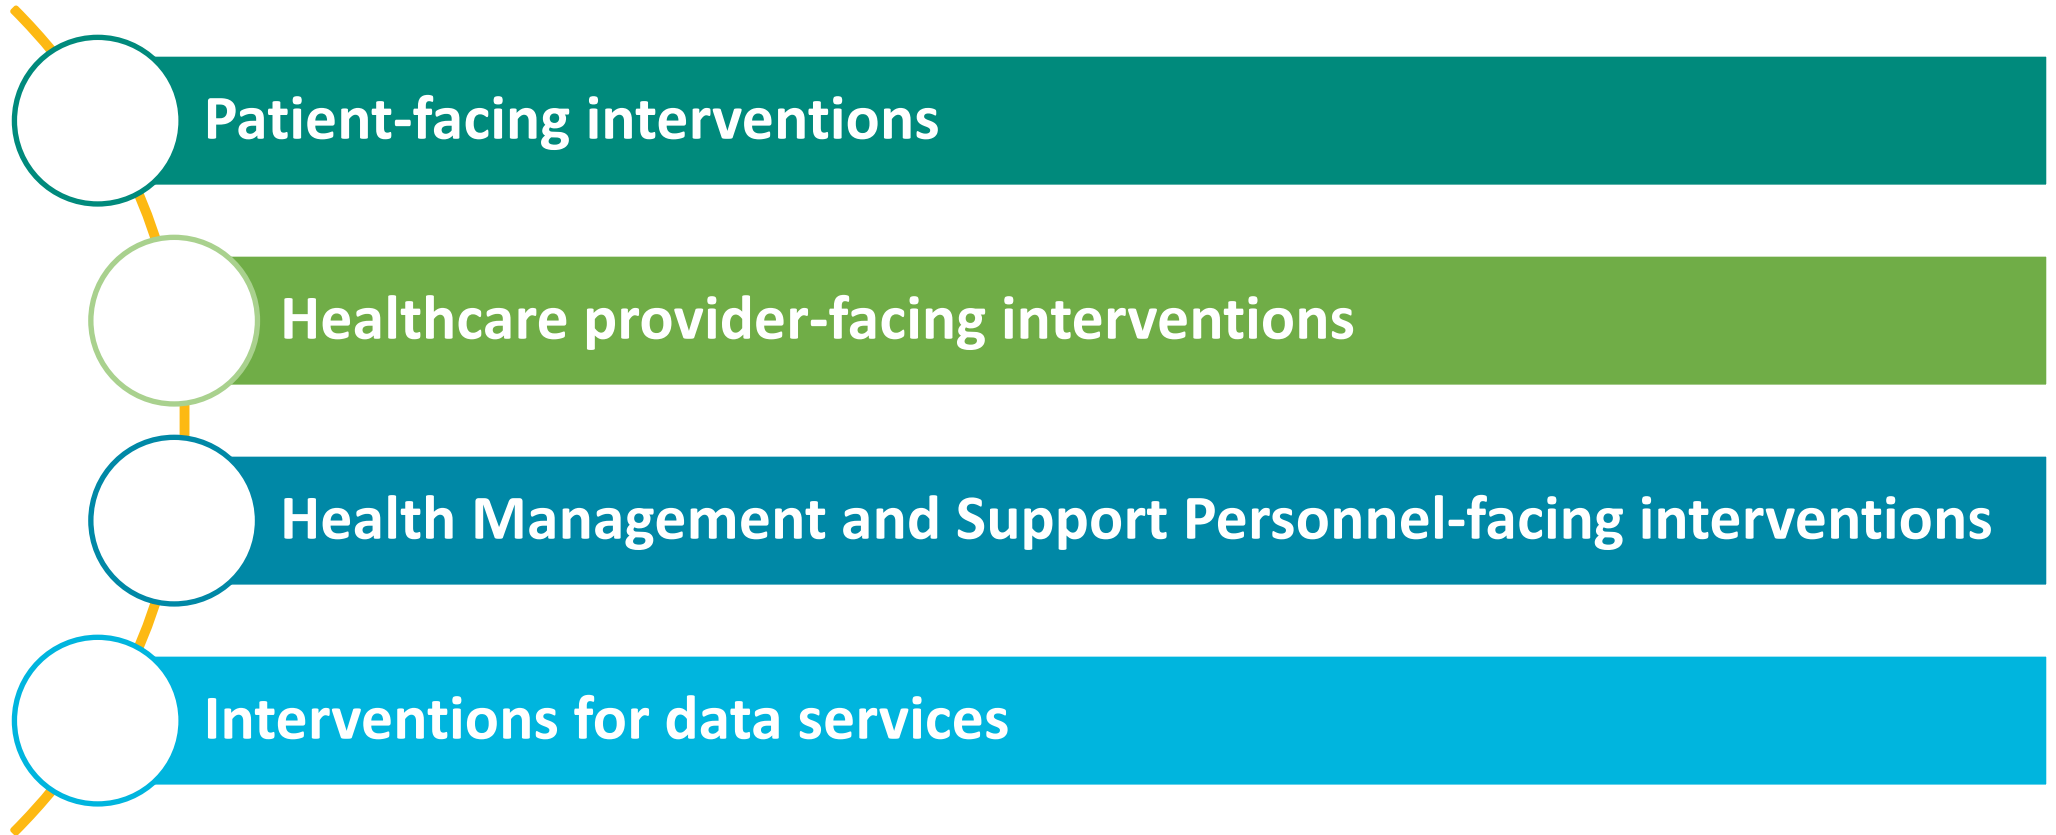 Patient-facing interventions
Healthcare provider-facing interventions
Health Management and Support Personnel-facing interventions
Interventions for data services